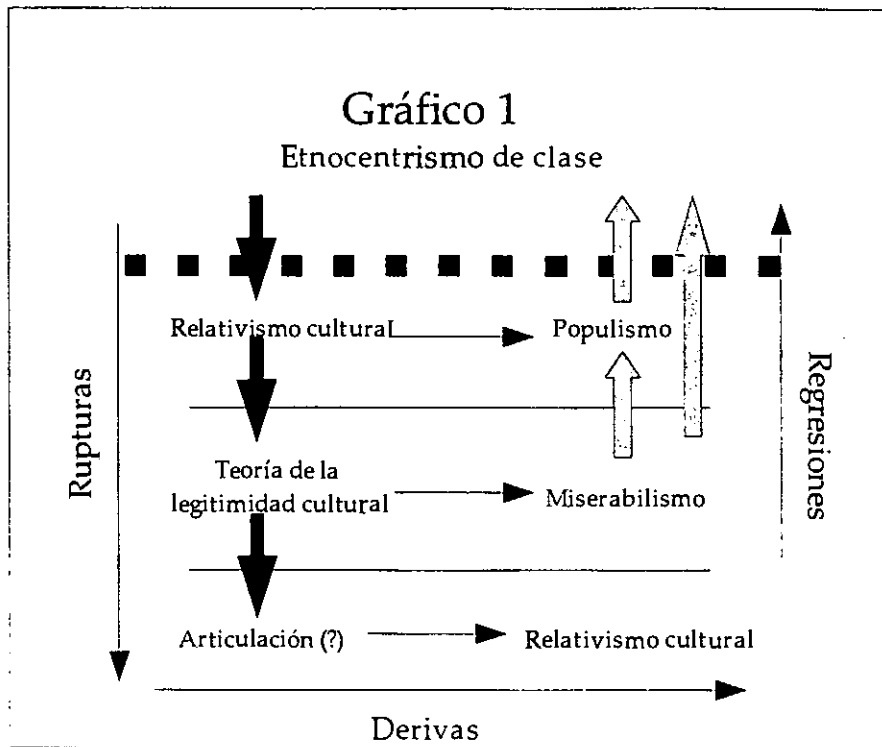 Gráfico 1
Etnocentrismo de clase
Rupturas
Relativismo cultural
Populismo
Teoría de la
legitimidad cultural
Miserabilismo
Regresiones
Articulación (?)
Relativismo cultural
Derivas